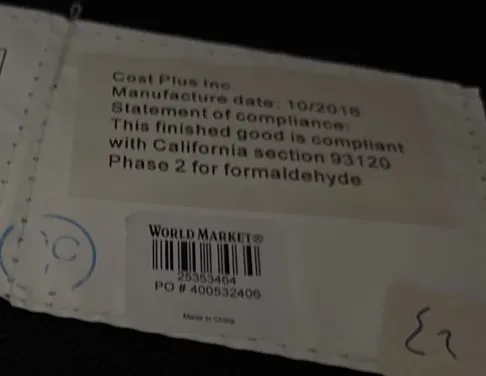 Cost Plus Inc.
Manufacture date: 10/2016
Statement of compliance:
This finished good is compliant
with California section 93120
Phase 2 for formaldehyde
WORLD MARKET®
25353464
PO # 400532406
Made in China
C